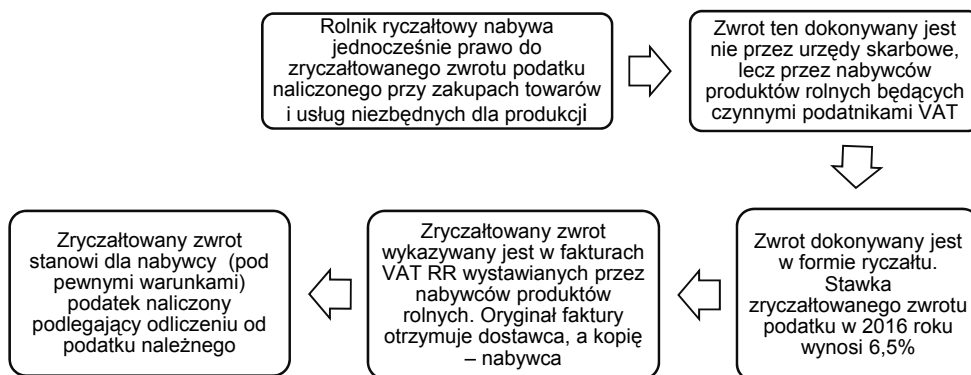 Rolnik ryczałtowy nabywa
jednocześnie prawo do
zryczałtowanego zwrotu podatku
naliczonego przy zakupach towarów
i usług niezbędnych dla produkcji
Zwrot ten dokonywany jest
nie przez urzędy skarbowe,
lecz przez nabywców
produktów rolnych będących
czynnymi podatnikami VAT
Zwrot dokonywany jest
w formie ryczałtu.
Stawka
zryczałtowanego zwrotu
podatku w 2016 roku
wynosi 6,5%
Zryczałtowany zwrot
wykazywany jest w fakturach
VAT RR wystawianych przez
nabywców produktów
rolnych. Oryginał faktury
otrzymuje dostawca, a kopię
– nabywca
Zryczałtowany zwrot
stanowi dla nabywcy (pod
pewnymi warunkami)
podatek naliczony
podlegający odliczeniu od
podatku należnego